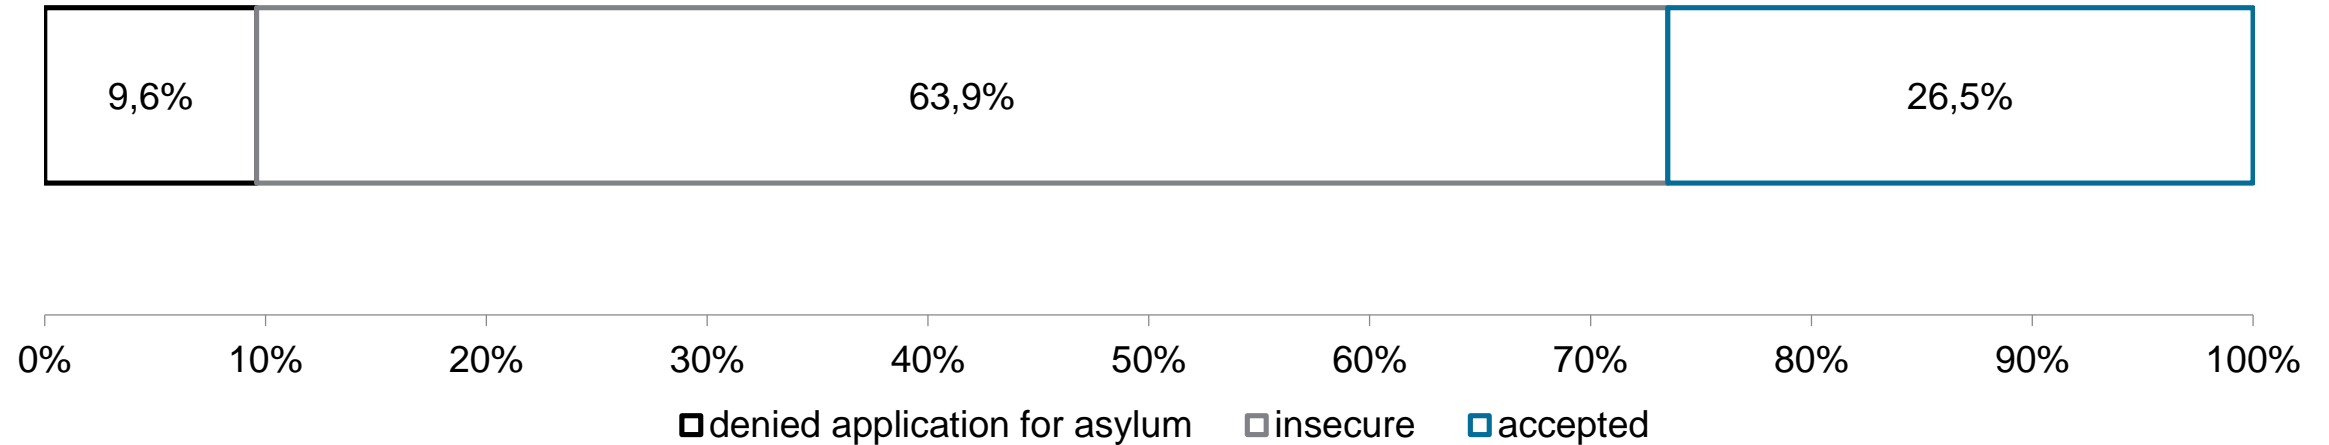 9,6% 63,9% 26,5%
0% 10% 20% 30% 40% 50% 60% 70% 80% 90% 100%
denied application for asylum insecure accepted